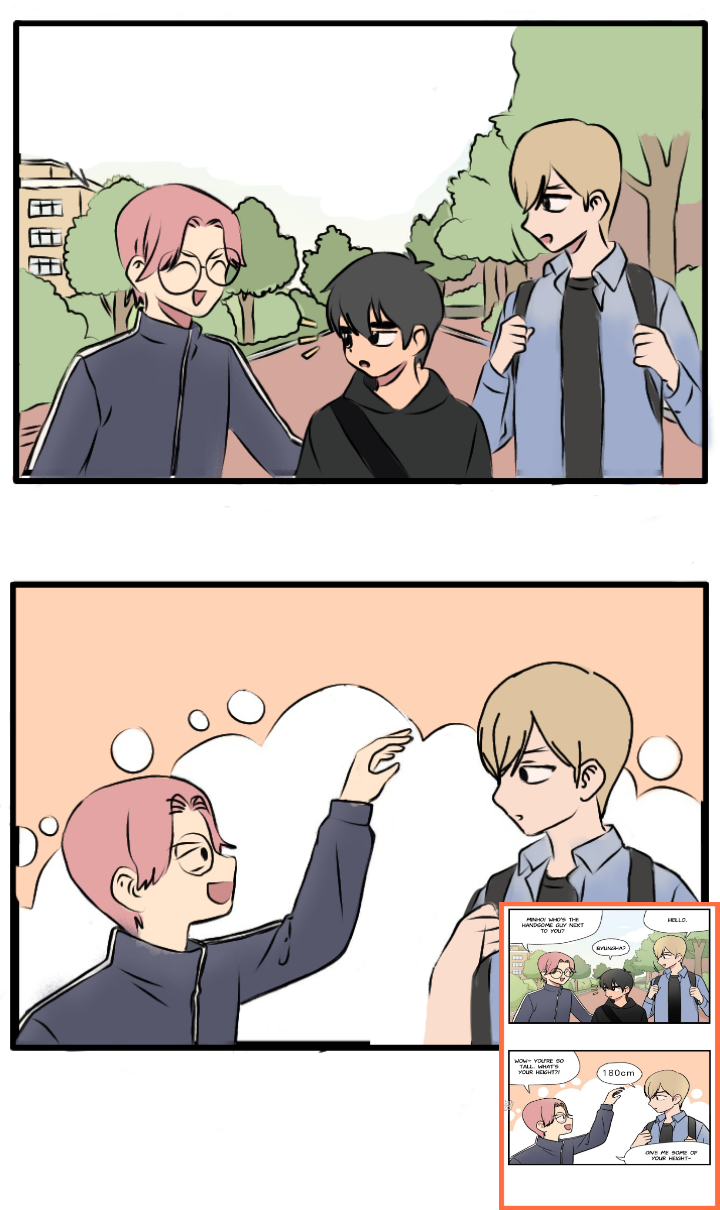 MINHO! WHO'S THE
HANDSOME GUY NEXT
TO YOU?
HELLO.
BYUNGHA?
WOW~ YOU'RE SO
TALL. WHAT'S
YOUR HEIGHT?!
180cm
GIVE ME SOME OF
YOUR HEIGHT~